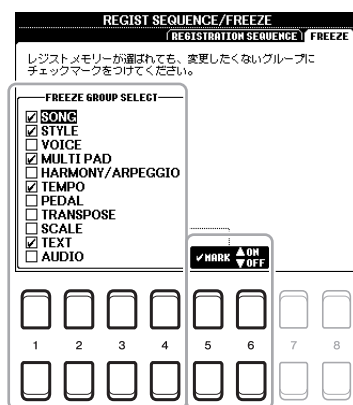 REGIST SEQUENCE/FREEZE
REGISTRATION SEQUENCE FREEZE
レジストメモリーが選ばれても、変更したくないグループに
チェックマークをつけてください。
FREEZE GROUP SELECT
SONG
STYLE
VOICE
MULTI PAD
HARMONY/ARPEGGIO
TEMPO
PEDAL
TRANSPOSE
SCALE
TEXT
AUDIO
✓MARK ▲ON
▼OFF
1 2 3 4 5 6 7 8